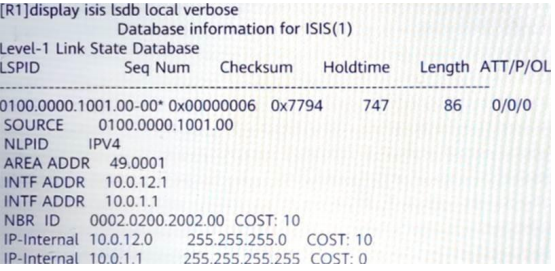 [R1]display isis lsdb local verbose
Database information for ISIS(1)
Level-1 Link State Database
LSPID Seq Num Checksum Holdtime Length ATT/P/OL
--------------------------------------------------------------------------------
0100.0000.1001.00-00* 0x00000006 0x7794 747 86 0/0/0
SOURCE 0100.0000.1001.00
NLPID IPV4
AREA ADDR 49.0001
INTF ADDR 10.0.12.1
INTF ADDR 10.0.1.1
NBR ID 0002.0200.2002.00 COST: 10
IP-Internal 10.0.12.0 255.255.255.0 COST: 10
IP-Internal 10.0.1.1 255.255.255.255 COST: 0